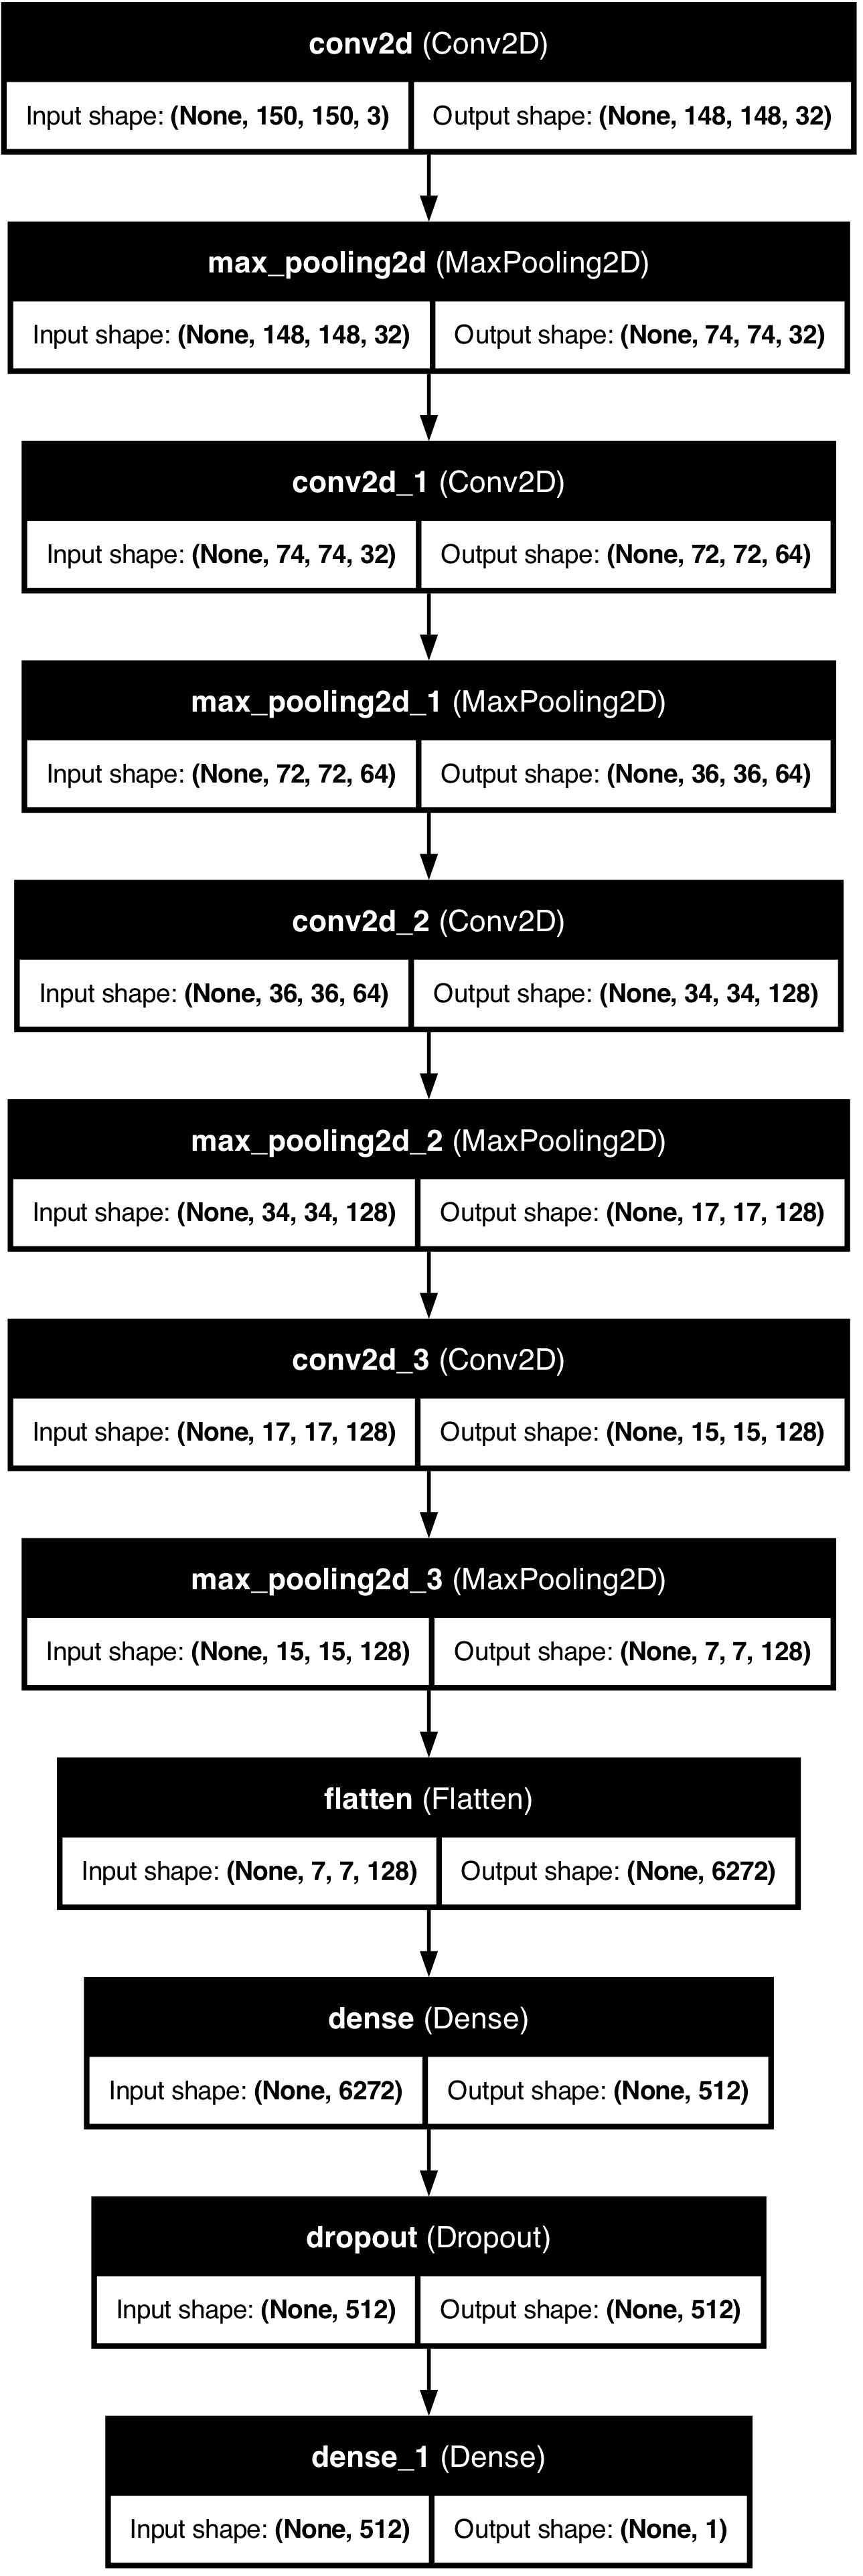 conv2d (Conv2D)
Input shape: (None, 150, 150, 3) Output shape: (None, 148, 148, 32)
max_pooling2d (MaxPooling2D)
Input shape: (None, 148, 148, 32) Output shape: (None, 74, 74, 32)
conv2d_1 (Conv2D)
Input shape: (None, 74, 74, 32) Output shape: (None, 72, 72, 64)
max_pooling2d_1 (MaxPooling2D)
Input shape: (None, 72, 72, 64) Output shape: (None, 36, 36, 64)
conv2d_2 (Conv2D)
Input shape: (None, 36, 36, 64) Output shape: (None, 34, 34, 128)
max_pooling2d_2 (MaxPooling2D)
Input shape: (None, 34, 34, 128) Output shape: (None, 17, 17, 128)
conv2d_3 (Conv2D)
Input shape: (None, 17, 17, 128) Output shape: (None, 15, 15, 128)
max_pooling2d_3 (MaxPooling2D)
Input shape: (None, 15, 15, 128) Output shape: (None, 7, 7, 128)
flatten (Flatten)
Input shape: (None, 7, 7, 128) Output shape: (None, 6272)
dense (Dense)
Input shape: (None, 6272) Output shape: (None, 512)
dropout (Dropout)
Input shape: (None, 512) Output shape: (None, 512)
dense_1 (Dense)
Input shape: (None, 512) Output shape: (None, 1)